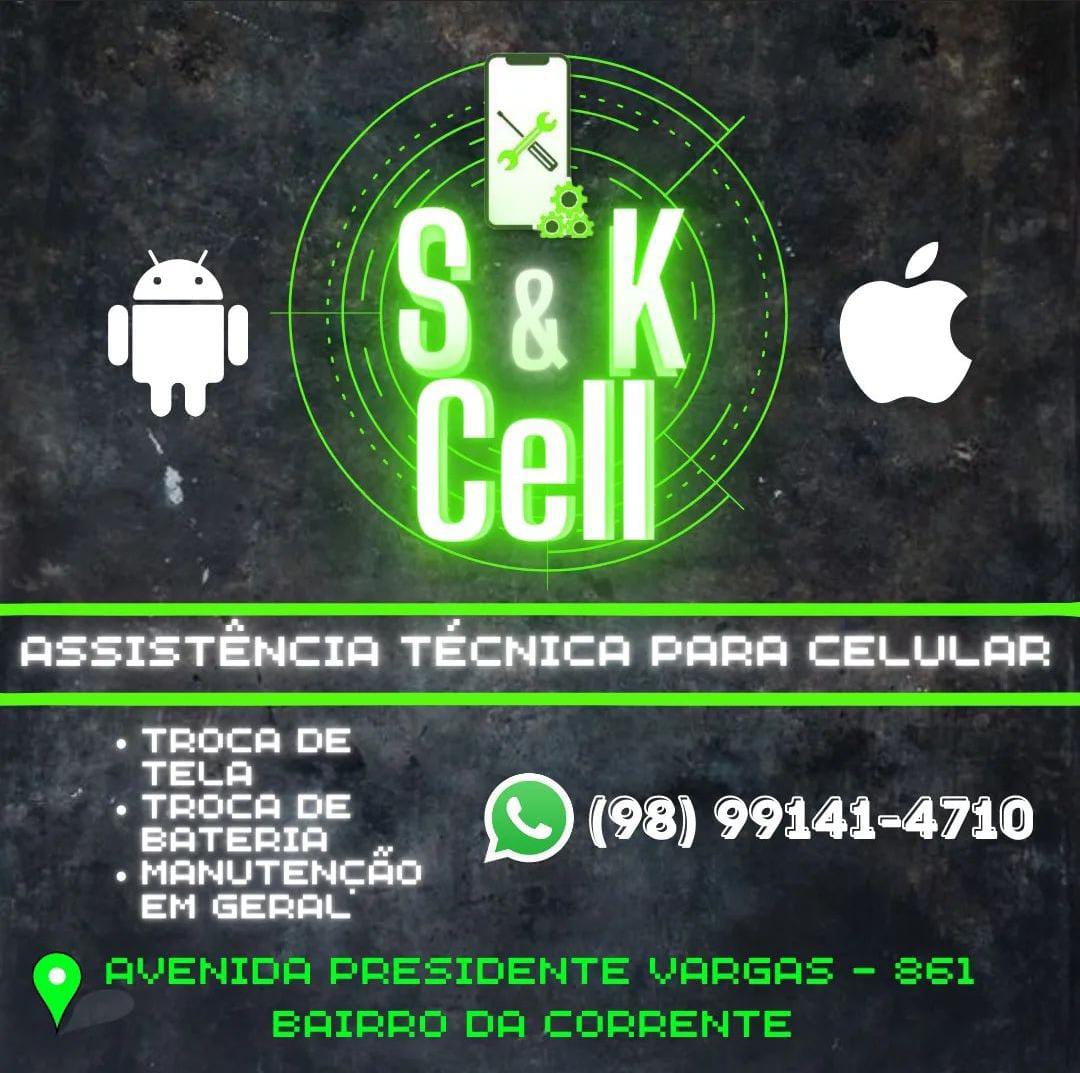 S & K
Cell
ASSISTÊNCIA TÉCNICA PARA CELULAR
• TROCA DE
TELA
• TROCA DE
BATERIA
• MANUTENÇÃO
EM GERAL
(98) 99141-4710
AVENIDA PRESIDENTE VARGAS - 861
BAIRRO DA CORRENTE